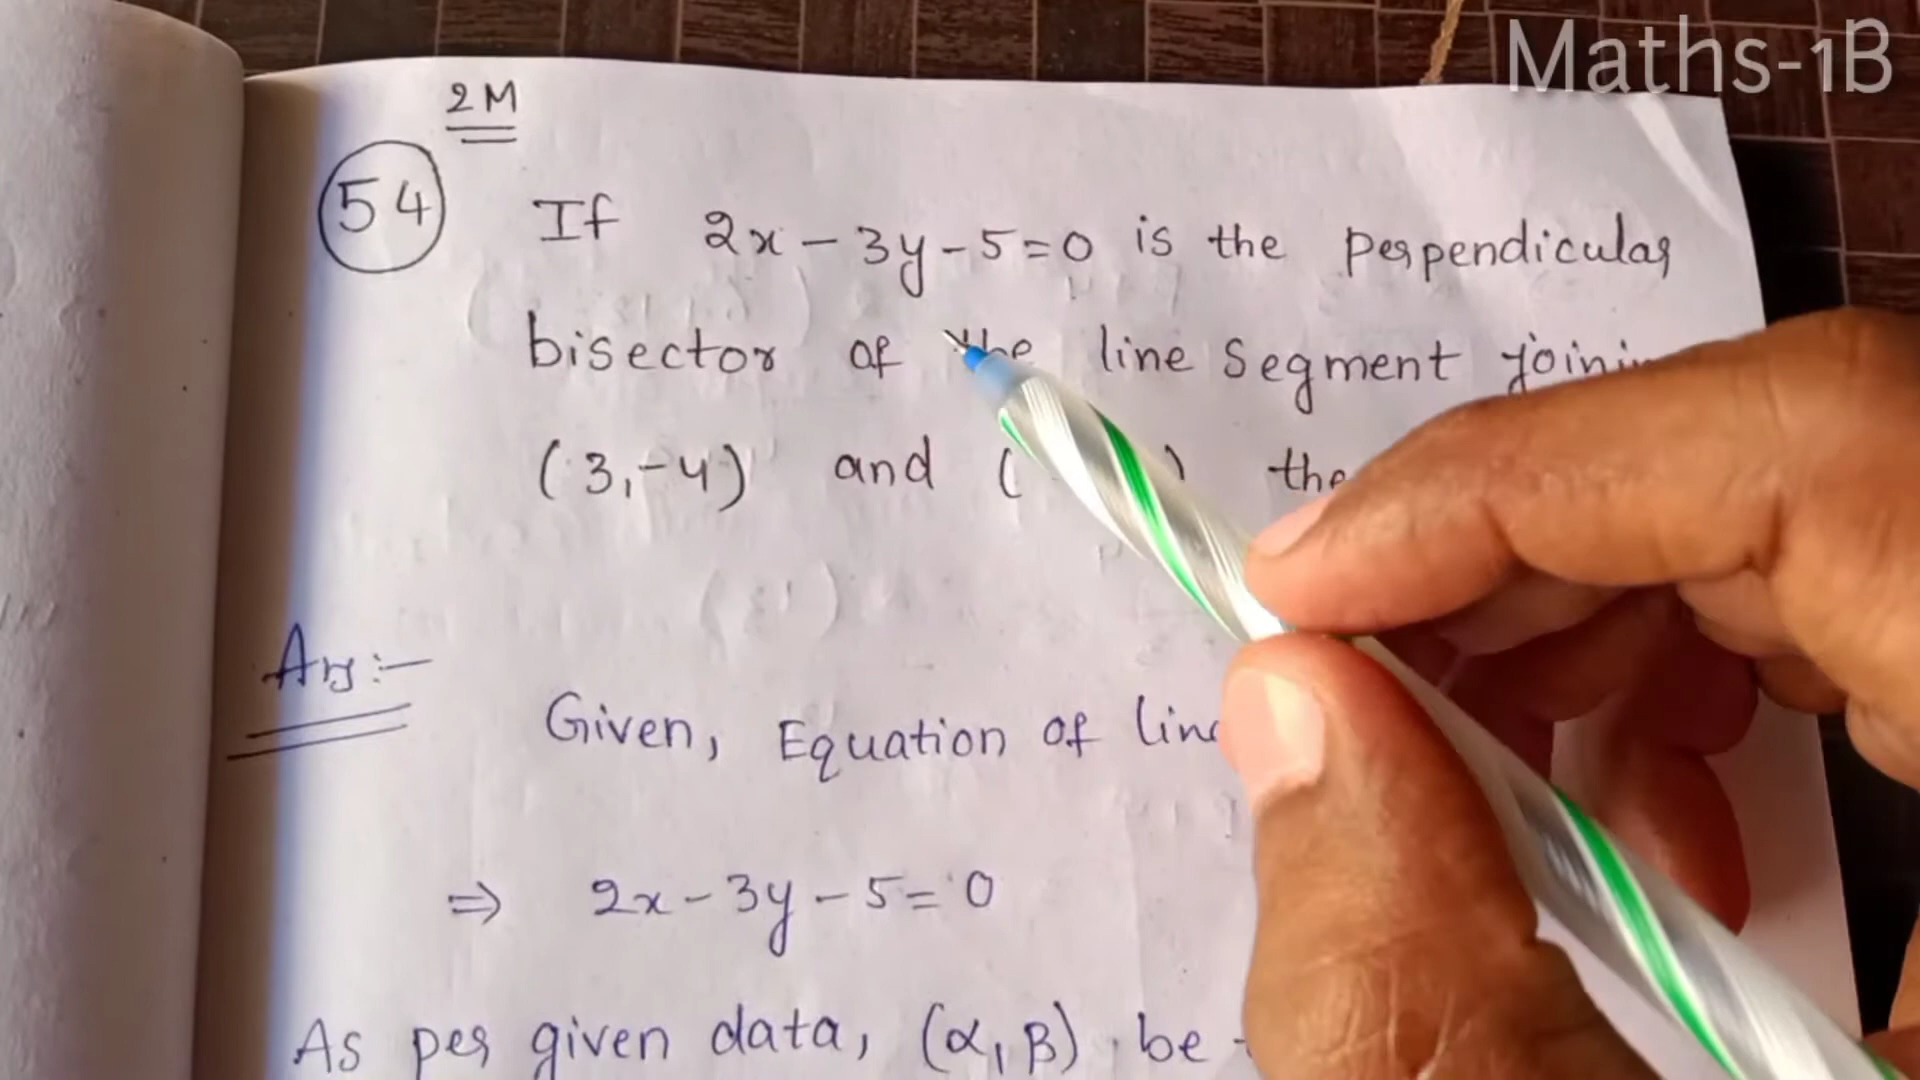 Maths-1B
2M
54 If 2x - 3y - 5 = 0 is the perpendicular
bisector of the line segment
(3, -4) and (
Ans:-
Given, Equation of
⇒ 2x - 3y - 5 = 0
As per given data, (α, β) be